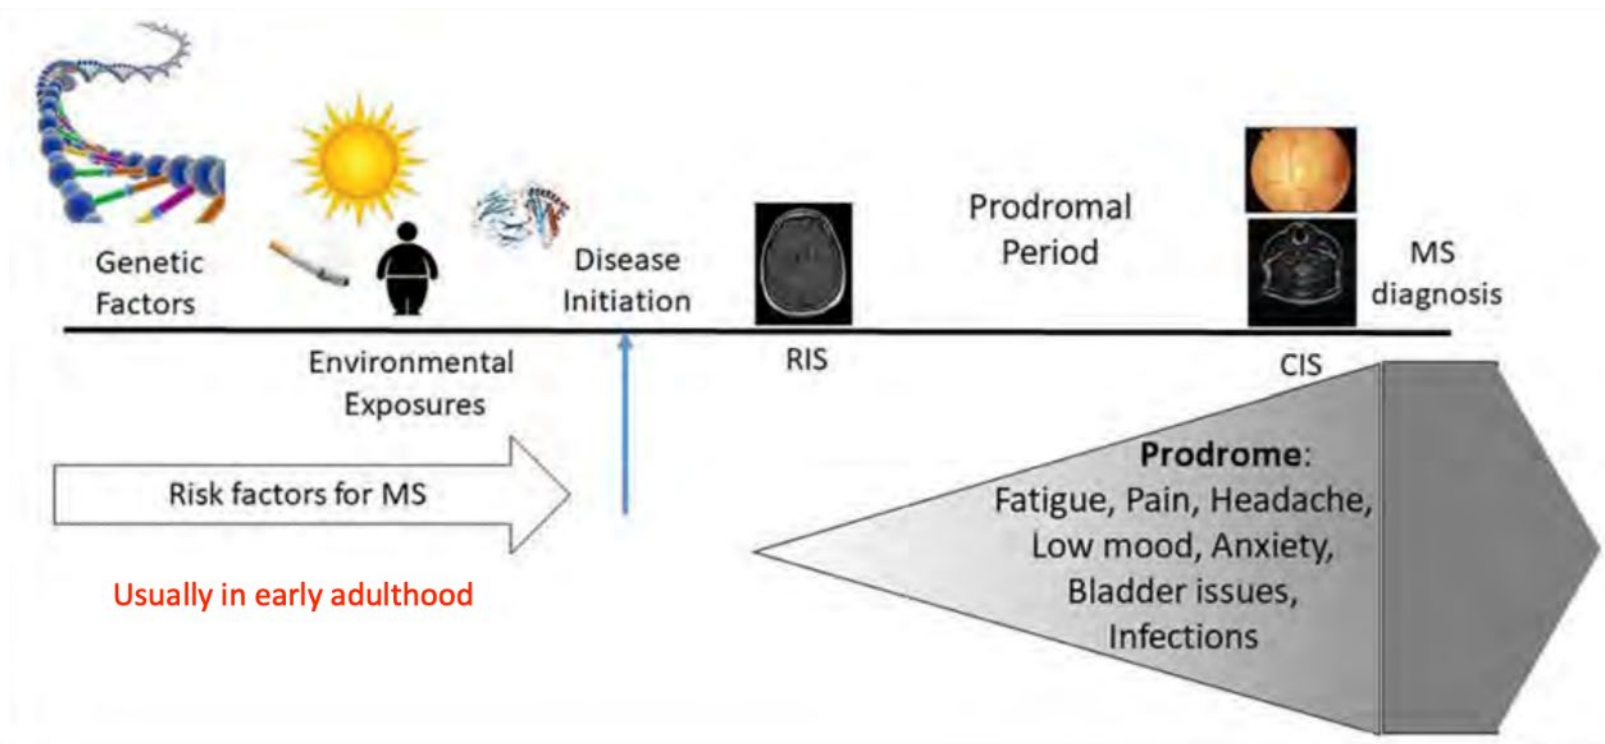 Genetic
Factors
Disease
Initiation
Prodromal
Period
MS
diagnosis
Environmental
Exposures
RIS
CIS
Risk factors for MS
Usually in early adulthood
Prodrome:
Fatigue, Pain, Headache,
Low mood, Anxiety,
Bladder issues,
Infections